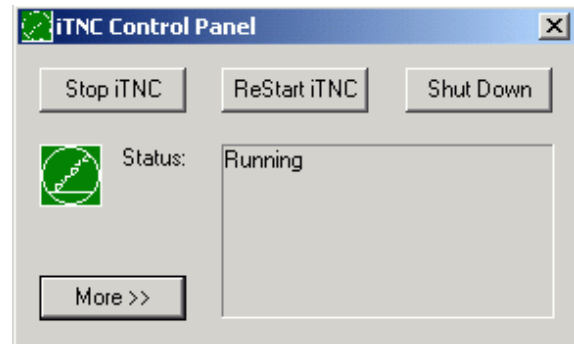 iTNC Control Panel
Stop iTNC ReStart iTNC Shut Down
Status: Running
More >>